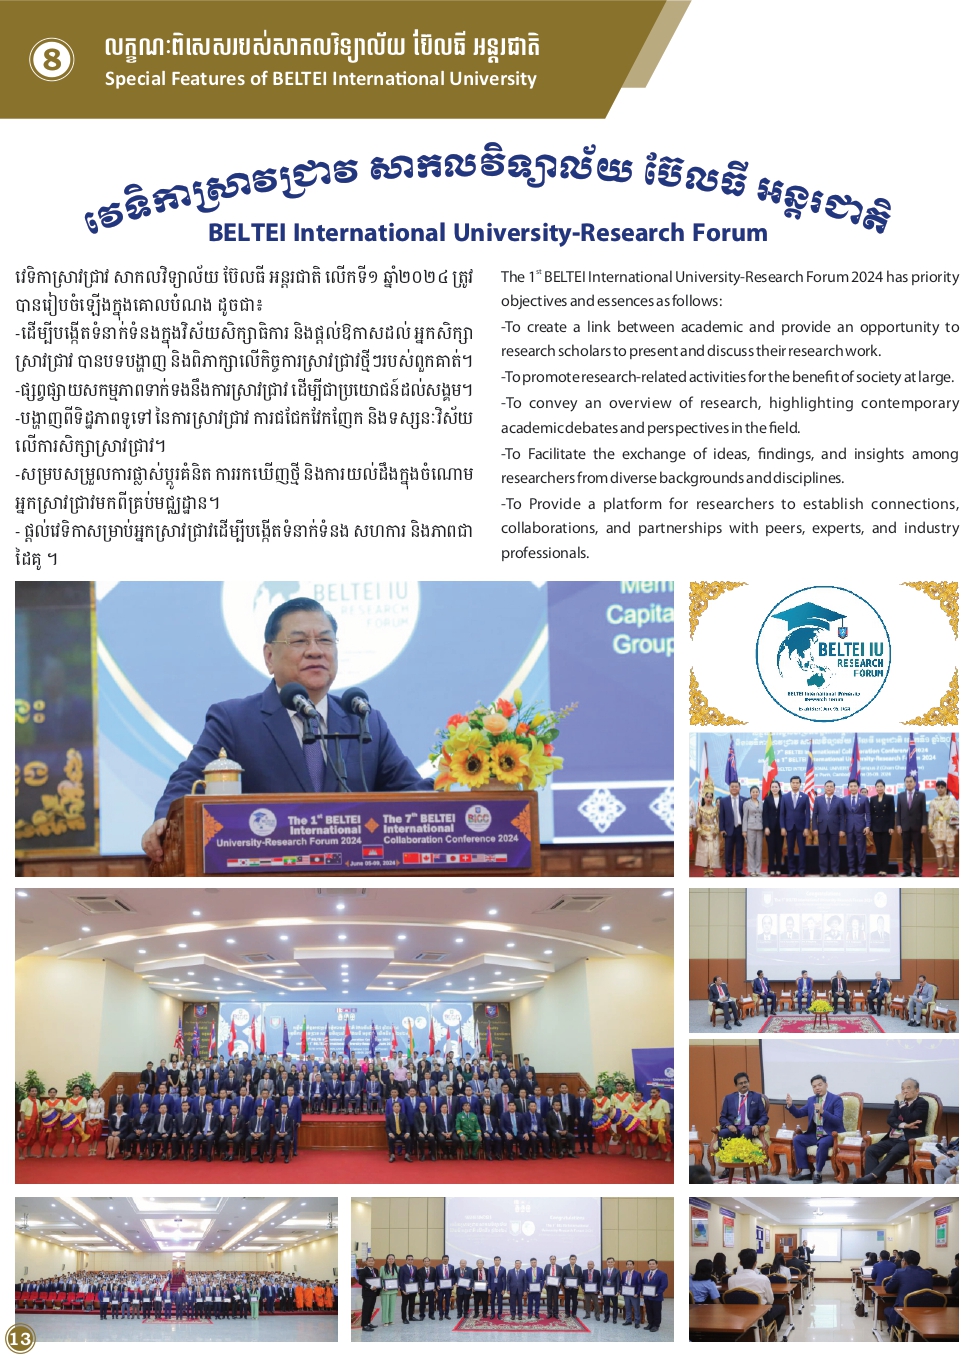 8
លក្ខណៈពិសេសរបស់សាកលវិទ្យាល័យ ប៊ែលធី អន្តរជាតិ
Special Features of BELTEI International University
វេទិកាស្រាវជ្រាវ សាកលវិទ្យាល័យ ប៊ែលធី អន្តរជាតិ
BELTEI International University-Research Forum
វេទិកាស្រាវជ្រាវ សាកលវិទ្យាល័យ ប៊ែលធី អន្តរជាតិ លើកទី១ ឆ្នាំ២០២៤ ត្រូវ
បានរៀបចំឡើងក្នុងគោលបំណង ដូចជា៖
-ដើម្បីបង្កើតទំនាក់ទំនងក្នុងវិស័យសិក្សាធិការ និងផ្តល់ឱកាសដល់ អ្នកសិក្សា
ស្រាវជ្រាវ បានបទបង្ហាញ និងពិភាក្សាលើកិច្ចការស្រាវជ្រាវថ្មីៗរបស់ពួកគាត់។
-ផ្សព្វផ្សាយសកម្មភាពទាក់ទងនឹងការស្រាវជ្រាវ ដើម្បីជាប្រយោជន៍ដល់សង្គម។
-បង្ហាញពីទិដ្ឋភាពទូទៅ នៃការស្រាវជ្រាវ ការជជែកវែកញែក និងទស្សនៈវិស័យ
លើការសិក្សាស្រាវជ្រាវ។
-សម្របសម្រួលការផ្លាស់ប្តូរគំនិត ការរកឃើញថ្មី និងការយល់ដឹងក្នុងចំណោម
អ្នកស្រាវជ្រាវមកពីគ្រប់មជ្ឈដ្ឋាន។
- ផ្តល់វេទិកាសម្រាប់អ្នកស្រាវជ្រាវដើម្បីបង្កើតទំនាក់ទំនង សហការ និងភាពជា
ដៃគូ ។
The 1st BELTEI International University-Research Forum 2024 has priority
objectives and essences as follows:
-To create a link between academic and provide an opportunity to
research scholars to present and discuss their research work.
-To promote research-related activities for the benefit of society at large.
-To convey an overview of research, highlighting contemporary
academic debates and perspectives in the field.
-To Facilitate the exchange of ideas, findings, and insights among
researchers from diverse backgrounds and disciplines.
-To Provide a platform for researchers to establish connections,
collaborations, and partnerships with peers, experts, and industry
professionals.
BELTEI IU
RESEARCH
FORUM
Capita
Group
The 1st BELTEI
International
University-Research Forum 2024
The 7th BELTEI
International
Collaboration Conference 2024
BICC
June 05-09, 2024
BELTEI IU
RESEARCH
FORUM
BELTEI International University
Research Forum
13